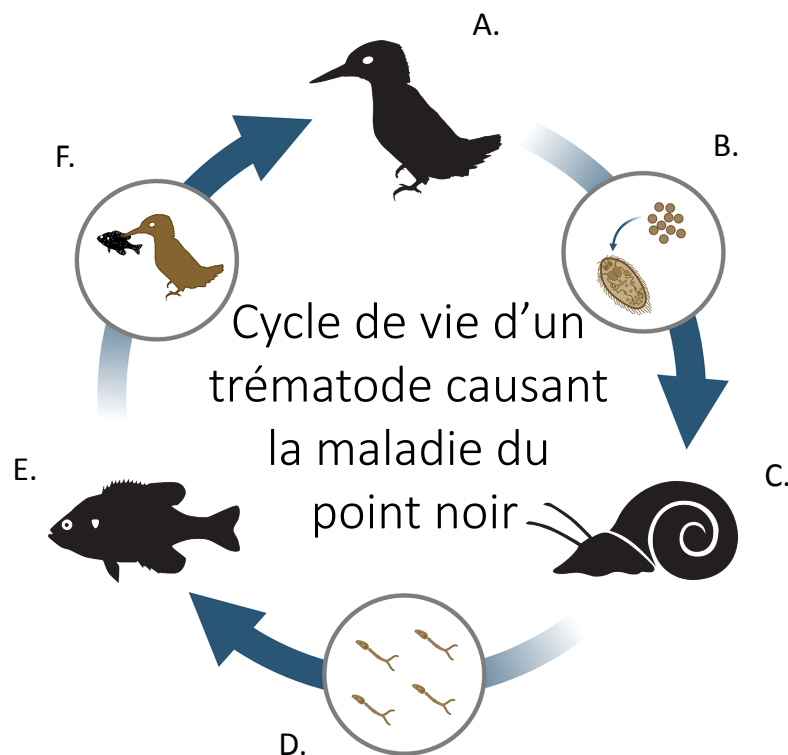 A.
B.
F.
Cycle de vie d’un
trématode causant
la maladie du
point noir
E.
C.
D.